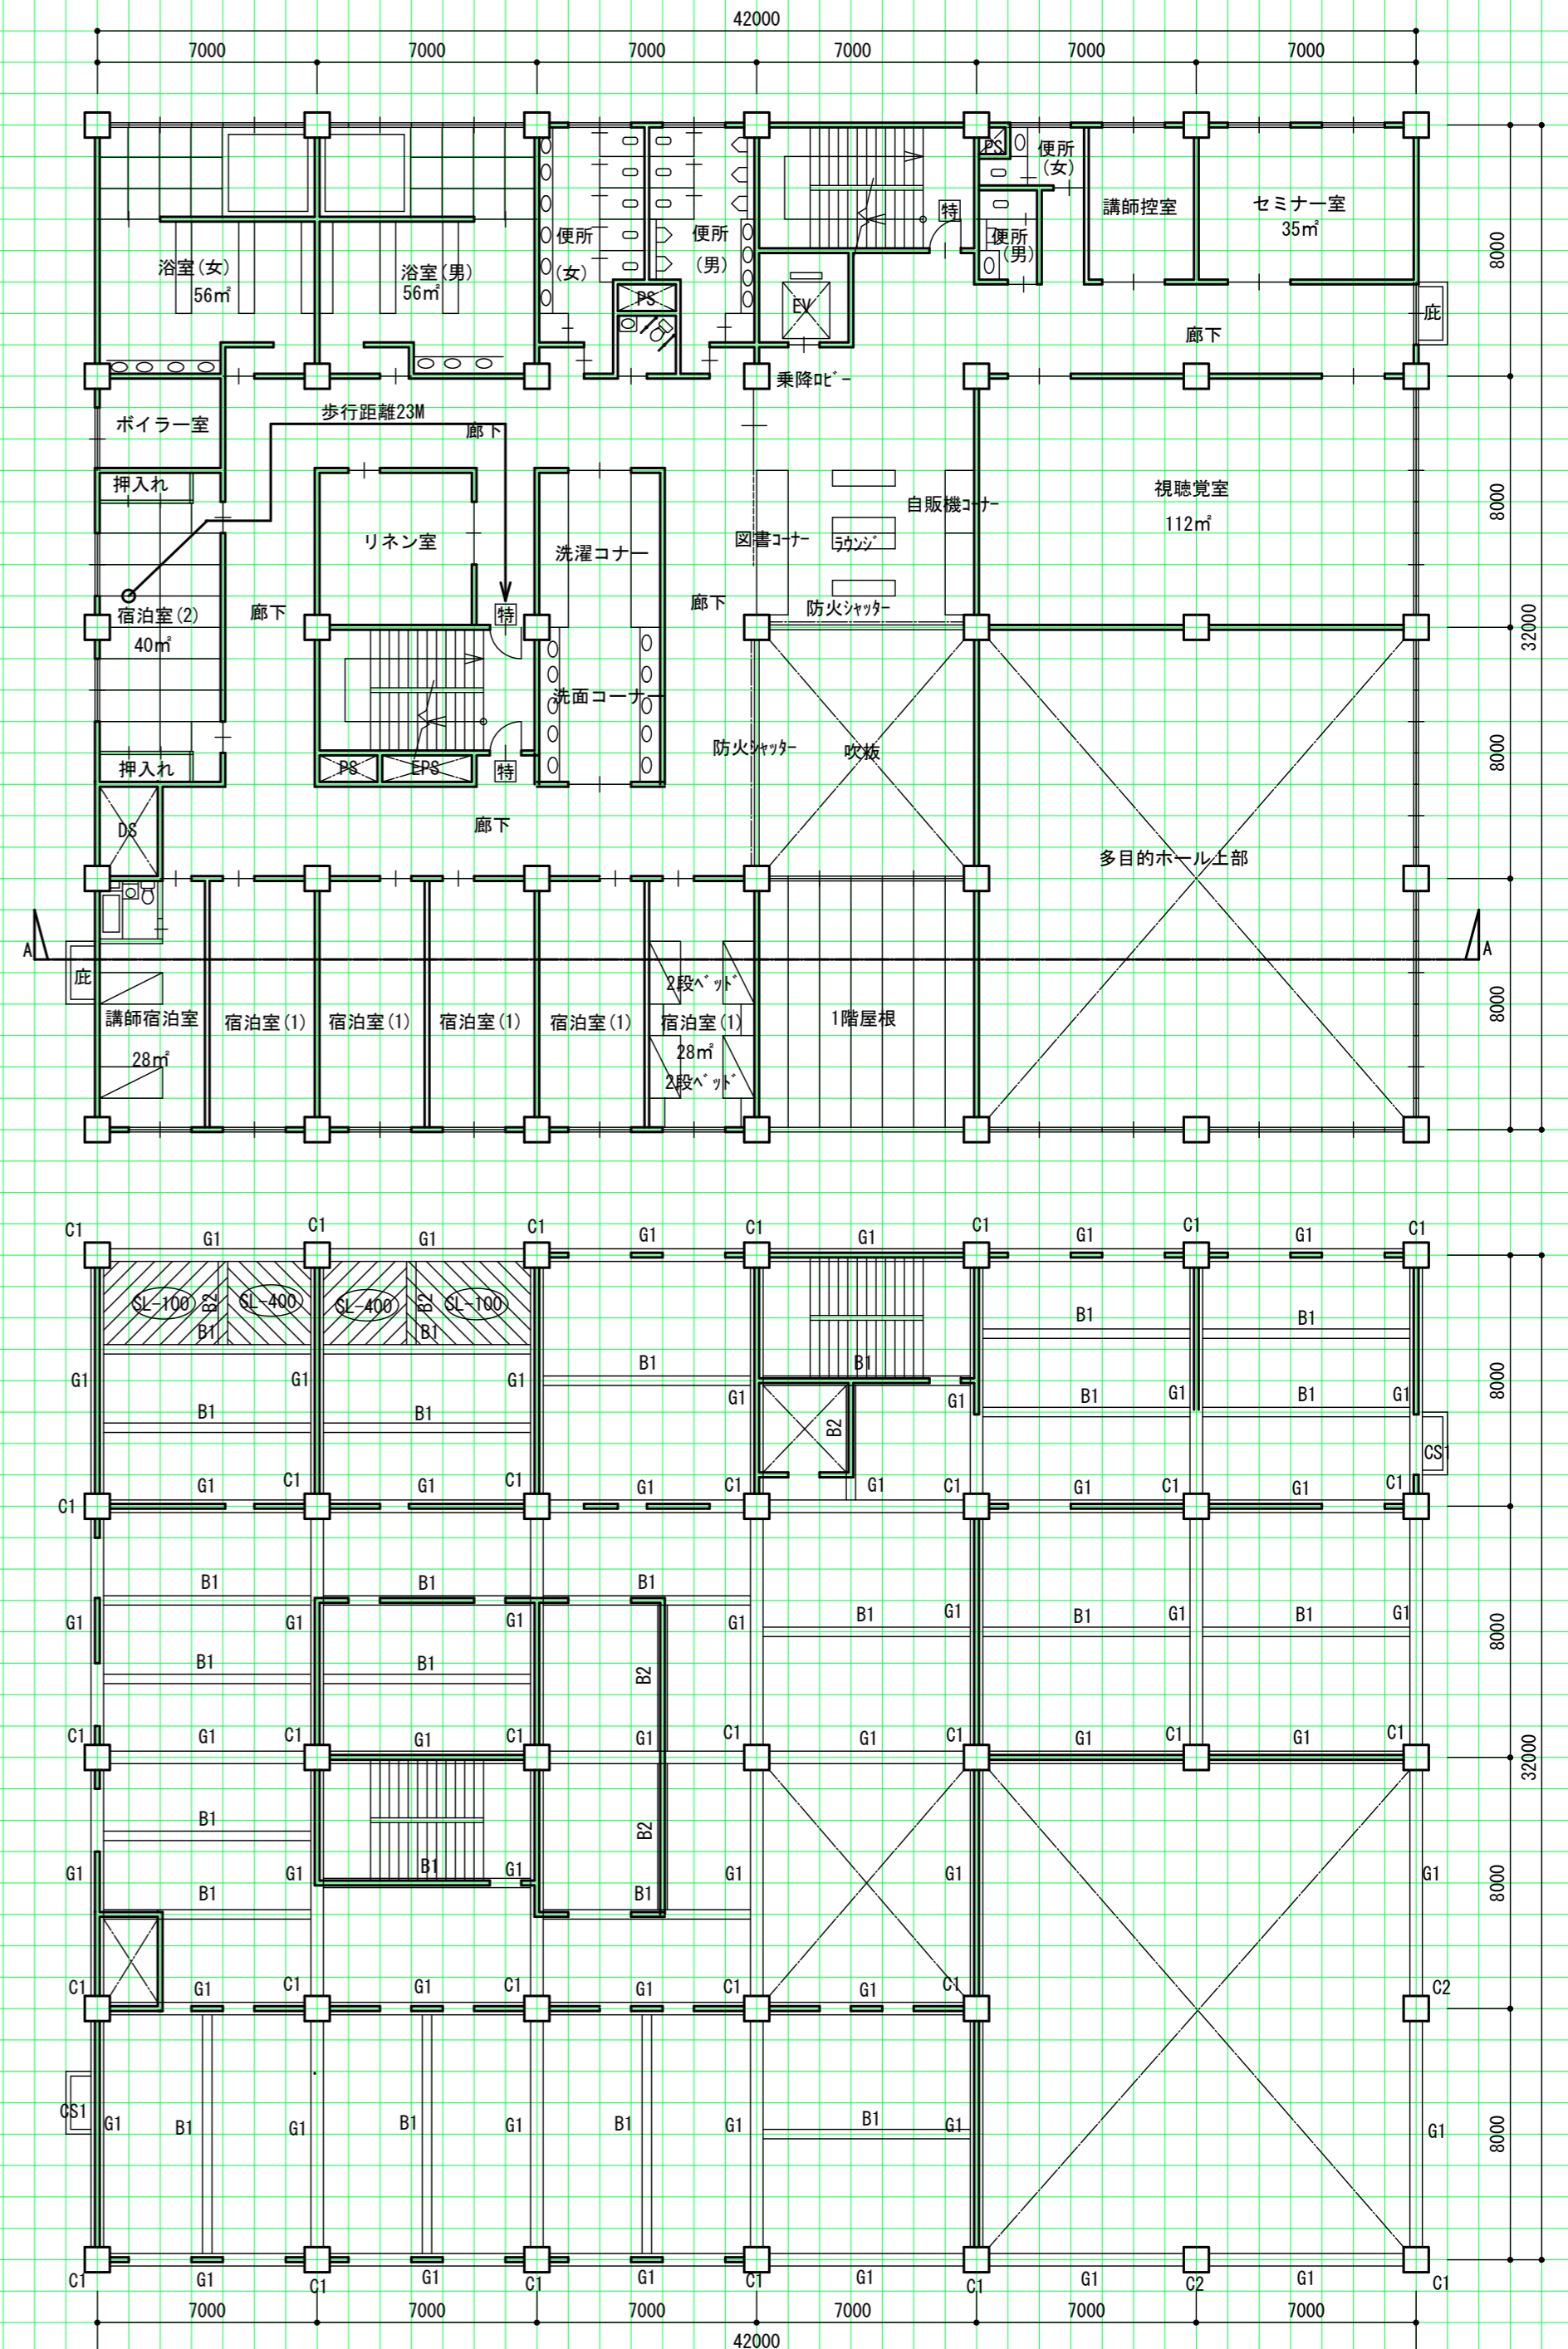 42000
7000 7000 7000 7000 7000 7000
PS 便所
(女)
特 講師控室 セミナー室
35㎡
便所
(女)
便所
(男)
便所
(男)
浴室(女)
56㎡
浴室(男)
56㎡
8000
PS EV 庇
廊下
乗降ﾛﾋﾞｰ
ボイラー室 歩行距離23M
廊下
押入れ
自販機ｺｰﾅｰ 視聴覚室
112㎡
8000
リネン室 洗濯コナー 図書ｺｰﾅｰ ﾗｳﾝｼﾞ
宿泊室(2)
40㎡
廊下 特 廊下 防火ｼｬｯﾀｰ
32000
洗面コーナー
防火ｼｬｯﾀｰ 吹抜
8000
押入れ PS EPS 特
DS 廊下
多目的ホール上部
A A
庇 2段ﾍﾞｯﾄﾞ
講師宿泊室 宿泊室(1) 宿泊室(1) 宿泊室(1) 宿泊室(1) 宿泊室(1) 1階屋根
28㎡ 28㎡
2段ﾍﾞｯﾄﾞ
8000
C1 G1 C1 G1 C1 G1 C1 G1 C1 G1 C1 G1 C1
SL-100 B2 SL-400 SL-400 B2 SL-100
B1 B1 B1 B1
B1 B1
G1 G1 G1 G1 G1 G1 G1
8000
B1 B1 B1 B1
B2 CS1
C1 G1 C1 G1 C1 G1 C1 G1 C1 G1 C1 G1 C1
B1 B1 B1
G1 G1 G1 G1 B1 G1 B1 G1 B1 G1
8000
B1 B1 B2
C1 G1 C1 G1 C1 G1 C1 G1 C1 G1 C1 G1 C1
32000
B1 B2
G1 G1 B1 G1 G1 G1 G1
8000
B1 B1
C1 G1 C1 G1 C1 G1 C1 G1 C1 C2
CS1 G1 B1 G1 B1 G1 B1 G1 B1 G1 G1
8000
C1 G1 C1 G1 C1 G1 C1 G1 C1 G1 C2 G1 C1
7000 7000 7000 7000 7000 7000
42000